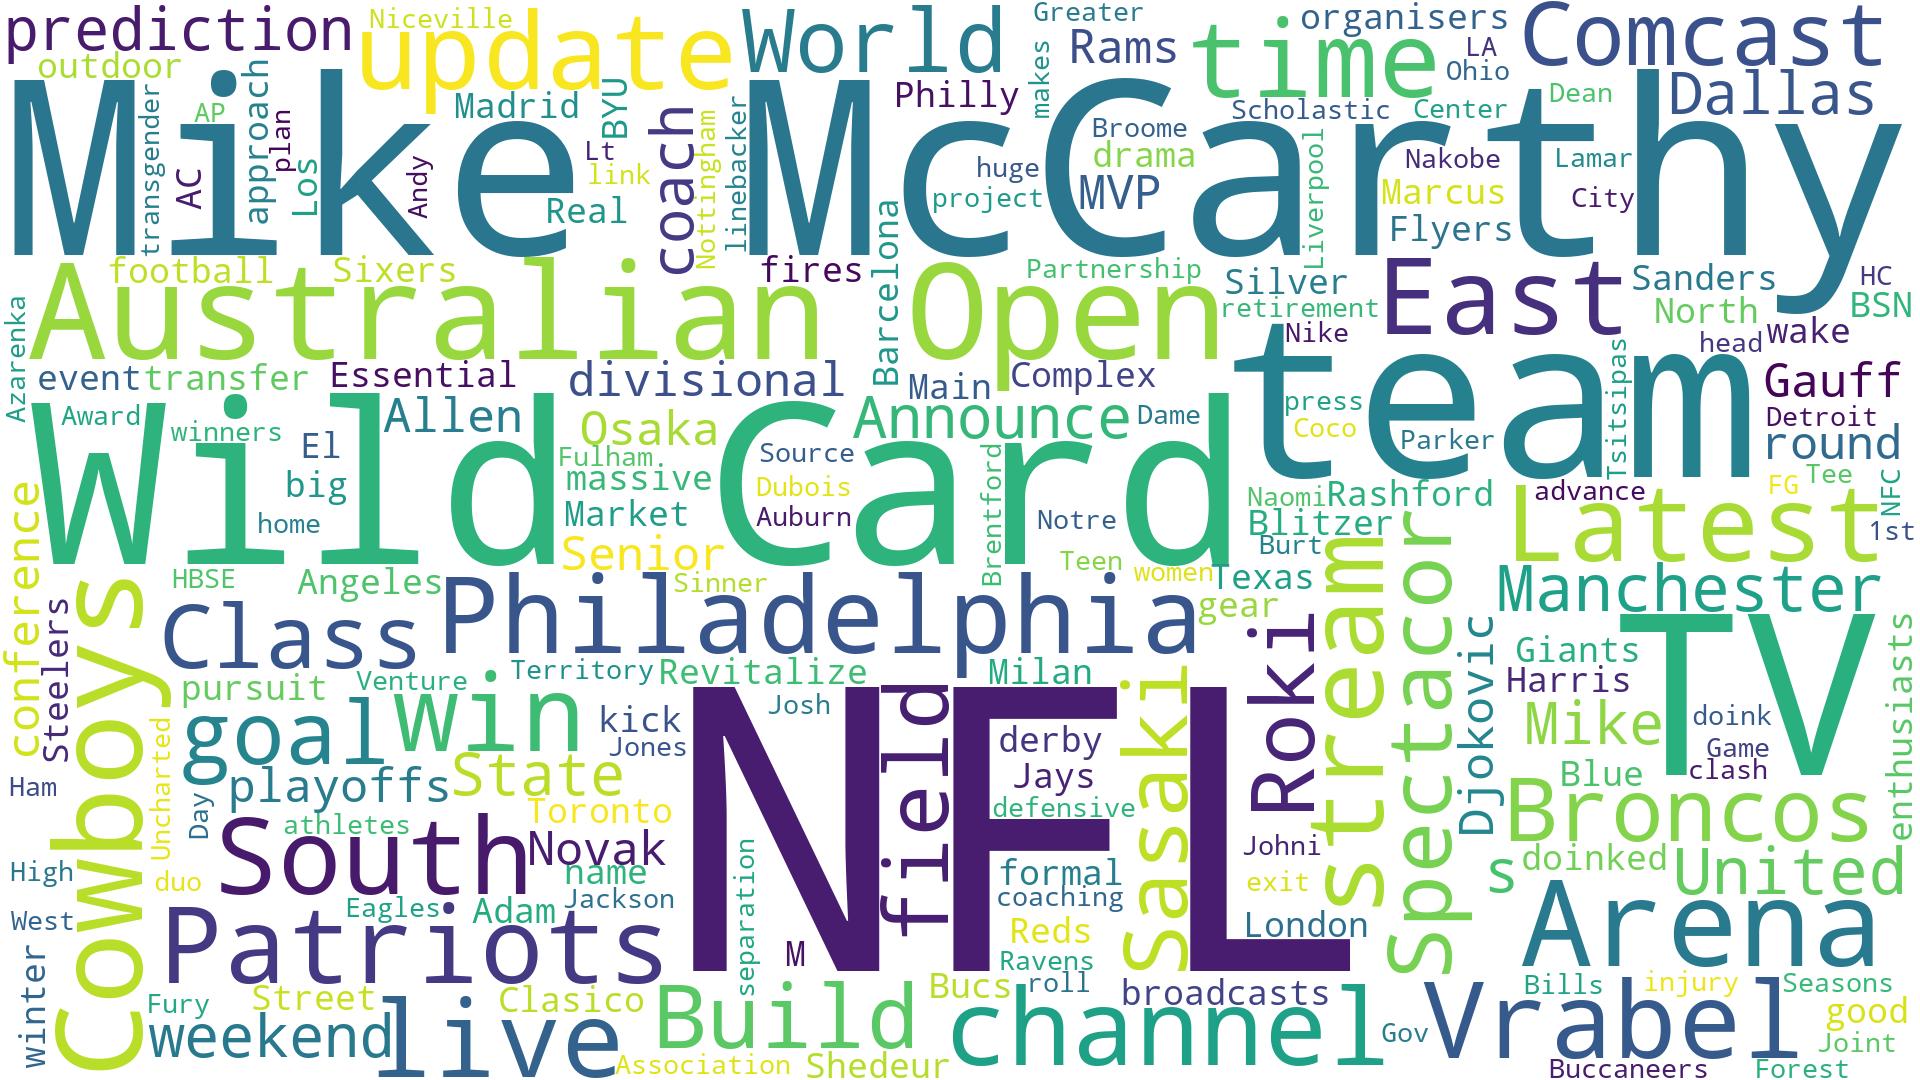 prediction
Niceville
update
World
Greater
organisers
Comcast
outdoor
Rams
time
LA
Ohio
Mike McCarthy
transgender
AP
AC
approach
plan
Los
Andy
Madrid
BYU
Lt
link
Real
coach
Nottingham
linebacker
Philly
makes
Broome
drama
huge
project
MVP
Scholastic
Center
Dean
Dallas
Liverpool
Nakobe
Marcus
Flyers
Lamar
City
football
Sixers
fires
Barcelona
Partnership
Silver
retirement
Nike
East
Sanders
HC
North
BSN
head
wake
Azarenka
Australian Open
team
Tsitsipas
event
transfer
Essential
divisional
Main
Complex
Gauff
Award
winners
Allen
Osaka
Announce
Dame
press
Coco
Parker
Detroit
round
El
big
home
Wild Card
Fulham
massive
Market
Senior
Source
Dubois
Auburn
Brentford
Notre
Teen
women
Naomi
Rashford
Blitzer
Burt
Texas
advance
FG
Tee
NFC
Latest
1st
conference
HBSE
Angeles
Sinner
gear
Manchester
Steelers
Cowboys
Class
Philadelphia
Roki
stream
Spectacor
Djokovic
Giants
Harris
TV
enthusiasts
pursuit
Venture
Territory
Revitalize
Milan
Sasaki
goal
win
kick
Jones
Josh
NFL
field
derby
Jays
defensive
Mike
doink
Game
clash
Blue
Ham
Uncharted
Day
playoffs
State
Toronto
Broncos
athletes
South
Novak
name
Jackson
separation
formal
coaching
Johni
exit
s
doinked
United
High
duo
West
Eagles
Adam
Patriots
M
Reds
Ravens
London
Arena
winter
Fury
Street
Clasico
Bucs
roll
broadcasts
Vrabel
Bills
injury
Seasons
good
weekend
live
Build
channel
Gov
Joint
Association
Shedeur
Buccaneers
Forest